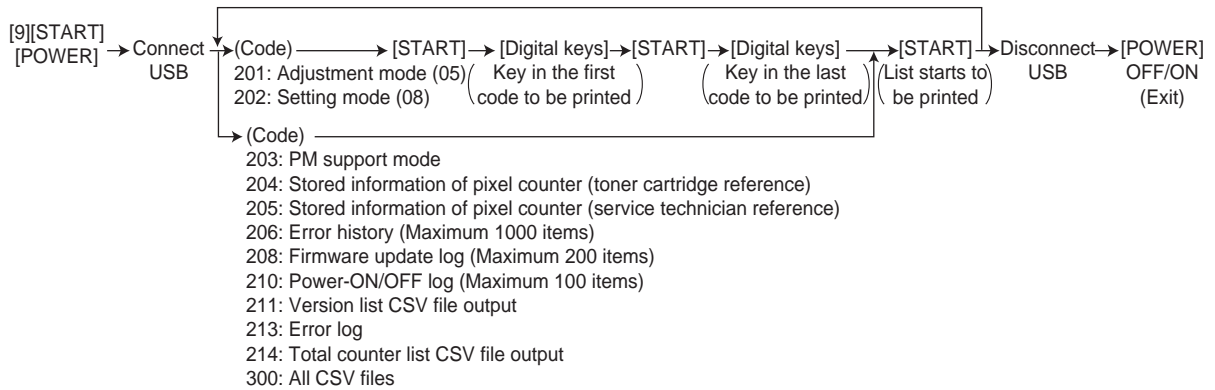 [9][START]
[POWER]
Connect
USB
(Code)
201: Adjustment mode (05)
202: Setting mode (08)
[START]
[Digital keys]
(Key in the first
code to be printed)
[START]
[Digital keys]
(Key in the last
code to be printed)
[START]
(List starts to
be printed)
Disconnect
USB
[POWER]
OFF/ON
(Exit)
(Code)
203: PM support mode
204: Stored information of pixel counter (toner cartridge reference)
205: Stored information of pixel counter (service technician reference)
206: Error history (Maximum 1000 items)
208: Firmware update log (Maximum 200 items)
210: Power-ON/OFF log (Maximum 100 items)
211: Version list CSV file output
213: Error log
214: Total counter list CSV file output
300: All CSV files